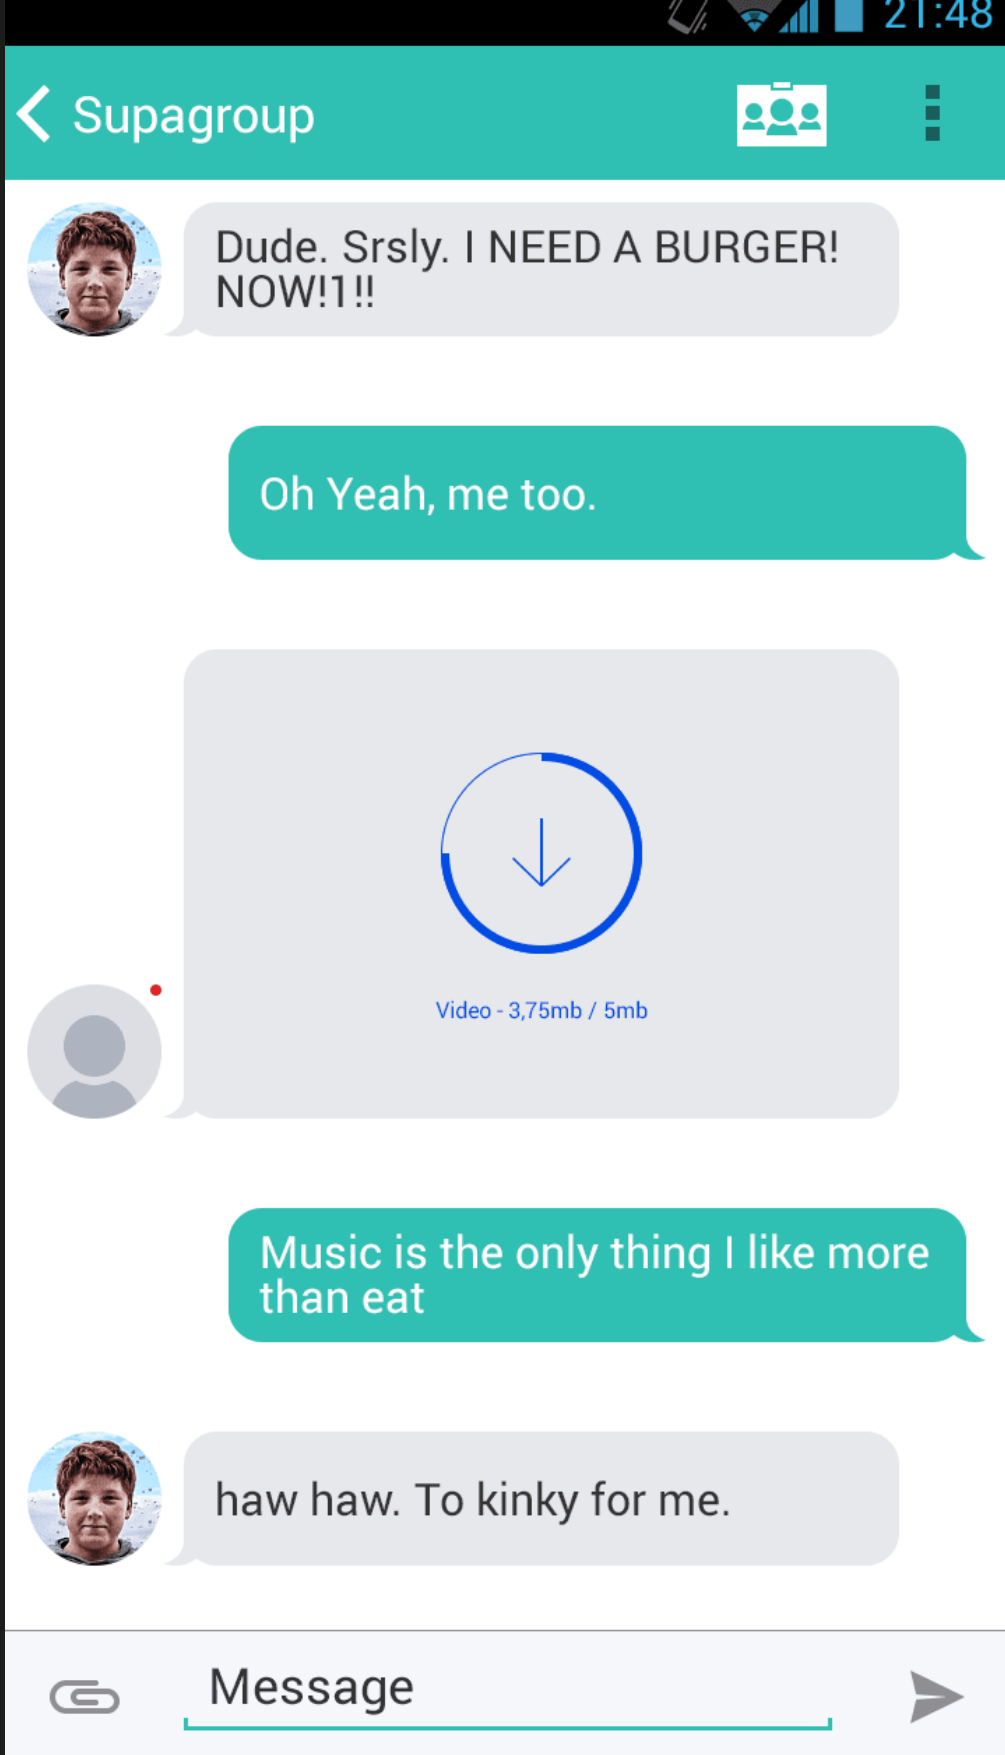 21:48
Supagroup
Dude. Srsly. I NEED A BURGER!
NOW!1!!
Oh Yeah, me too.
Video - 3,75mb / 5mb
Music is the only thing I like more
than eat
haw haw. To kinky for me.
Message